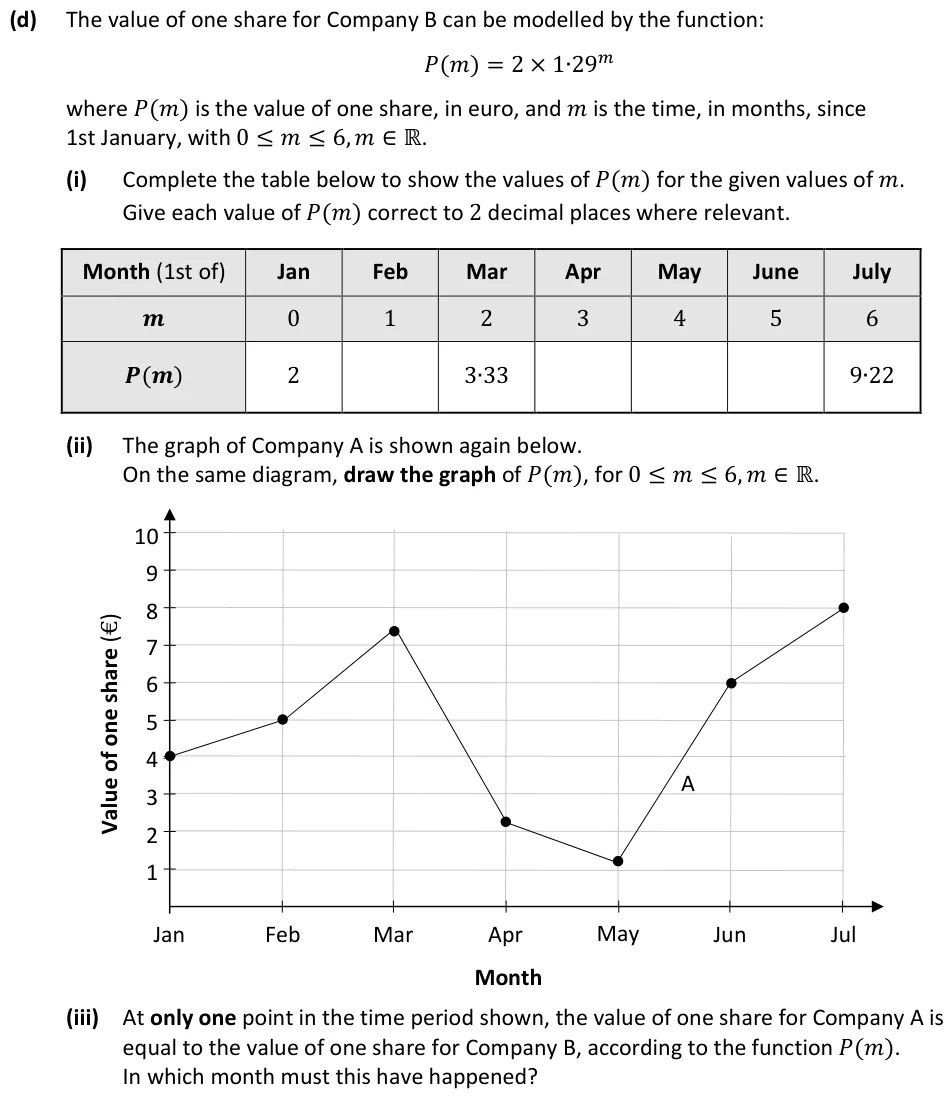 (d) The value of one share for Company B can be modelled by the function:
P(m) = 2 × 1·29^m
where P(m) is the value of one share, in euro, and m is the time, in months, since
1st January, with 0 ≤ m ≤ 6, m ∈ ℝ.
(i) Complete the table below to show the values of P(m) for the given values of m.
Give each value of P(m) correct to 2 decimal places where relevant.
Month (1st of) Jan Feb Mar Apr May June July
m 0 1 2 3 4 5 6
P(m) 2 3·33 9·22
(ii) The graph of Company A is shown again below.
On the same diagram, draw the graph of P(m), for 0 ≤ m ≤ 6, m ∈ ℝ.
Value of one share (€)
10
9
8
7
6
5
4
3
2
1
A
Jan Feb Mar Apr May Jun Jul
Month
(iii) At only one point in the time period shown, the value of one share for Company A is
equal to the value of one share for Company B, according to the function P(m).
In which month must this have happened?